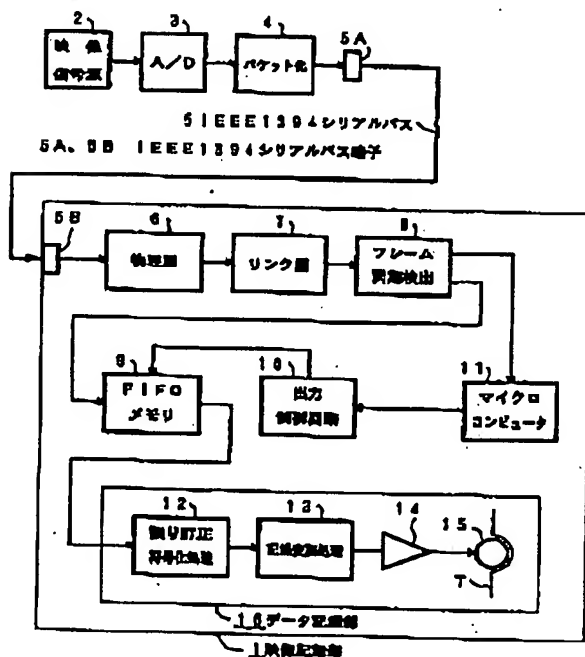 2
映像
信号源
3
A/D
4
パケット化
5A
5IEEE1394シリアルバス
5A、5B IEEE1394シリアルバス端子
5B
6
物理層
7
リンク層
8
フレーム
同期検出
9
FIFO
メモリ
10
出力
制御回路
11
マイクロ
コンピュータ
12
誤り訂正
符号化処理
13
記録変調処理
14
15
T
16データ記録部
1映像記録部